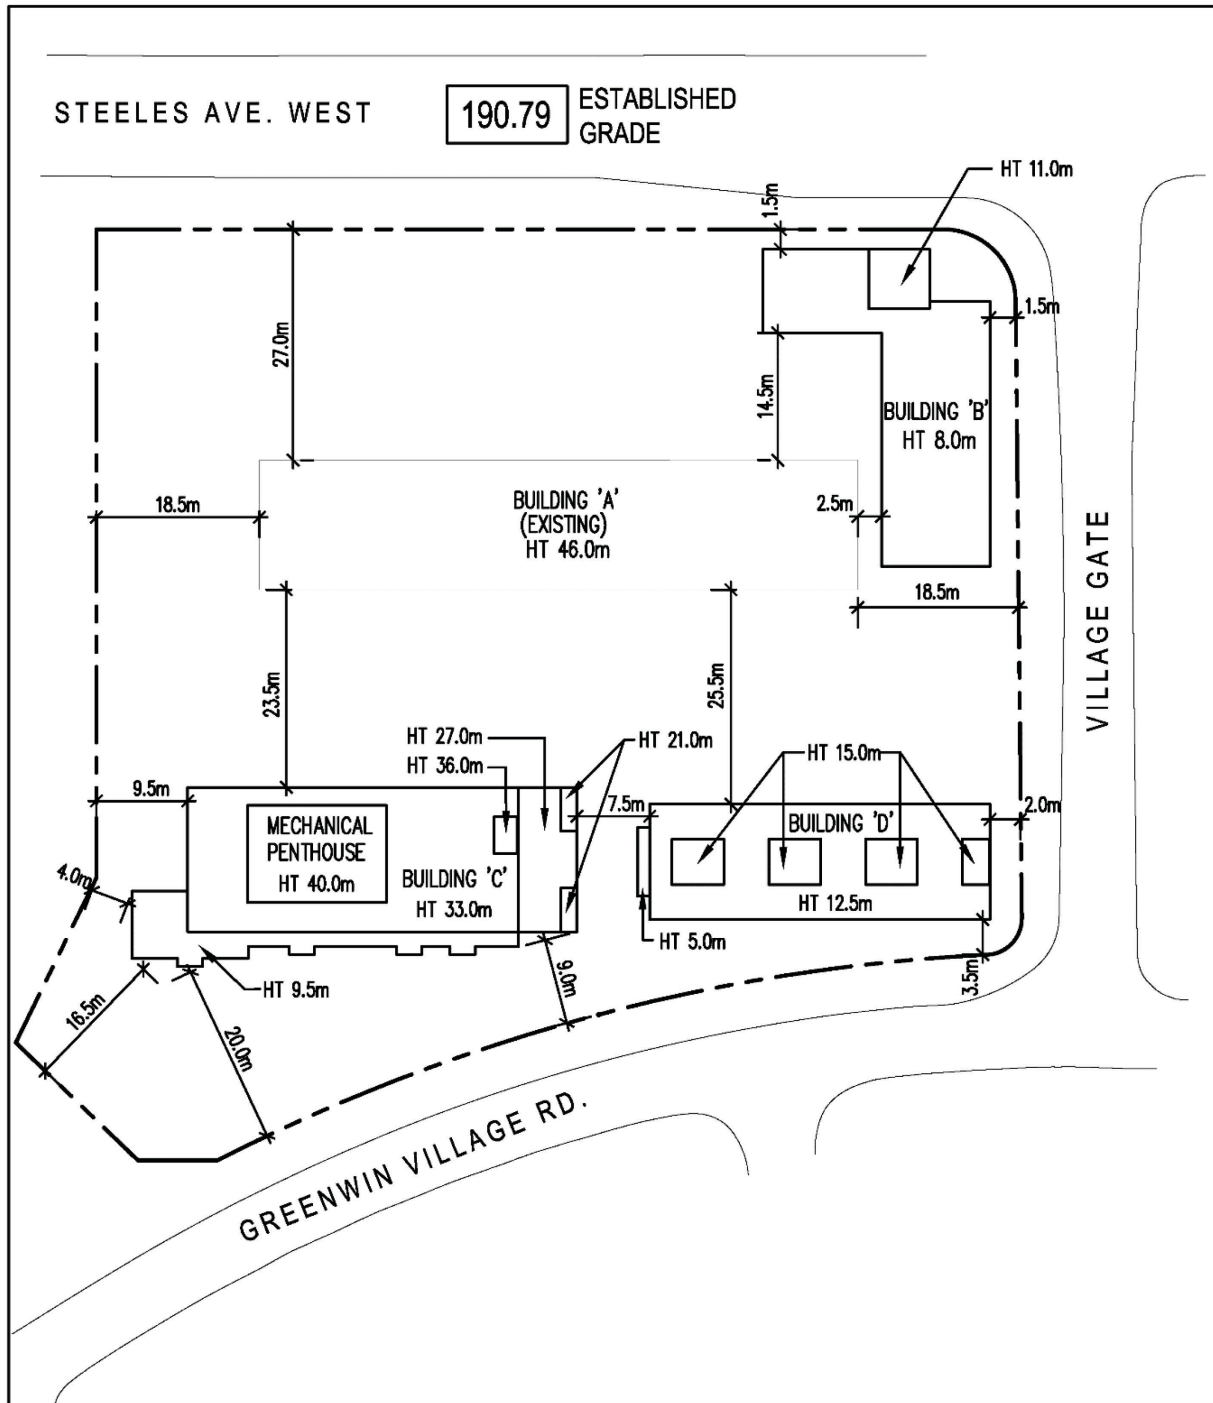 STEELES AVE. WEST
190.79
ESTABLISHED
GRADE
HT 11.0m
1.5m
1.5m
27.0m
14.5m
BUILDING 'B'
HT 8.0m
18.5m
BUILDING 'A'
(EXISTING)
HT 46.0m
2.5m
18.5m
VILLAGE GATE
23.5m
25.5m
HT 27.0m
HT 36.0m
HT 21.0m
HT 15.0m
9.5m
7.5m
2.0m
MECHANICAL
PENTHOUSE
HT 40.0m
BUILDING 'C'
HT 33.0m
BUILDING 'D'
HT 12.5m
4.0m
HT 5.0m
HT 9.5m
9.0m
3.5m
16.5m
20.0m
GREENWIN VILLAGE RD.